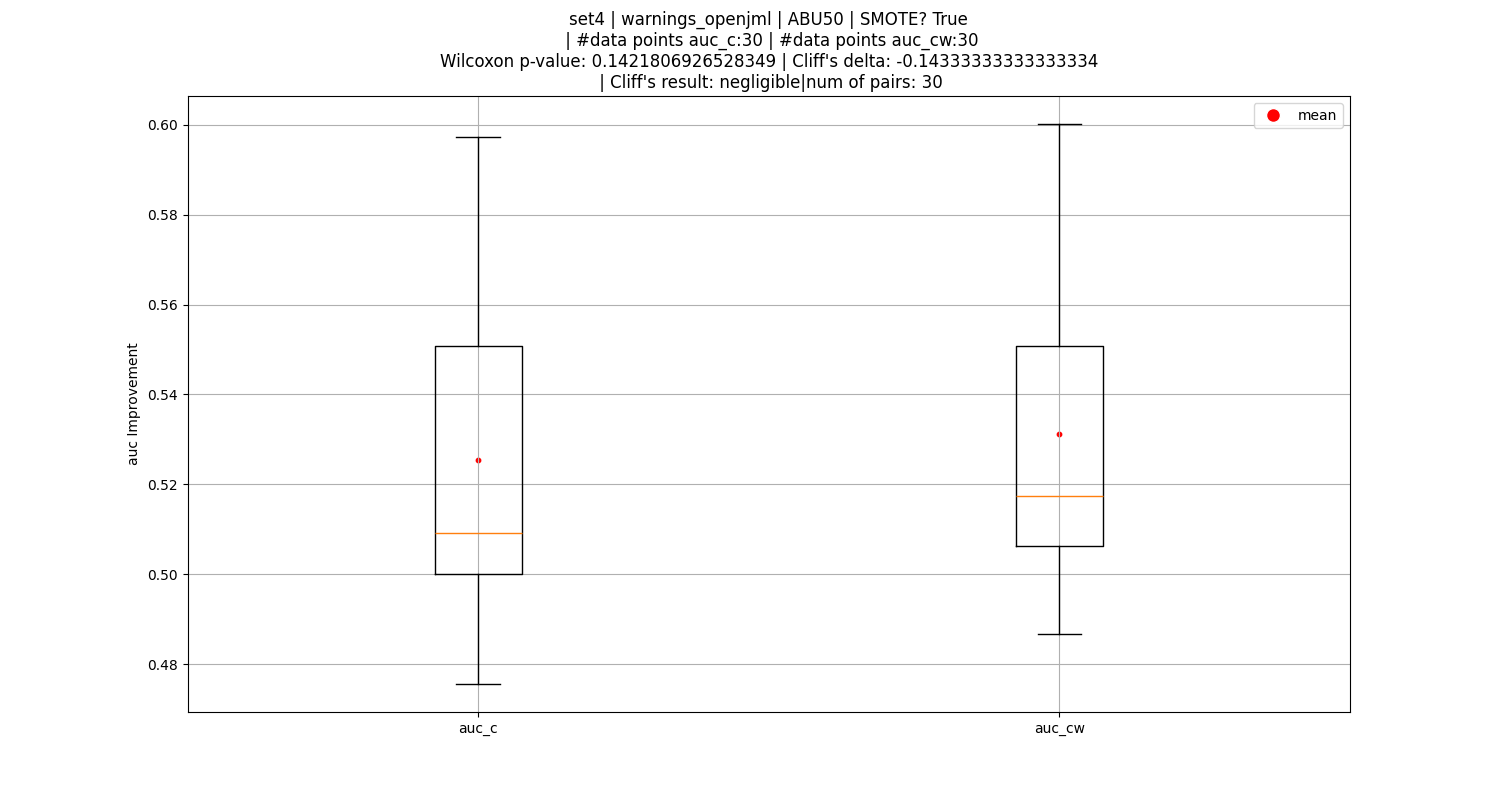 set4 | warnings_openjml | ABU50 | SMOTE? True
| #data points auc_c:30 | #data points auc_cw:30
Wilcoxon p-value: 0.1421806926528349 | Cliff's delta: -0.14333333333333334
| Cliff's result: negligible|num of pairs: 30
mean
0.60
0.58
0.56
0.54
0.52
0.50
0.48
auc Improvement
auc_c
auc_cw